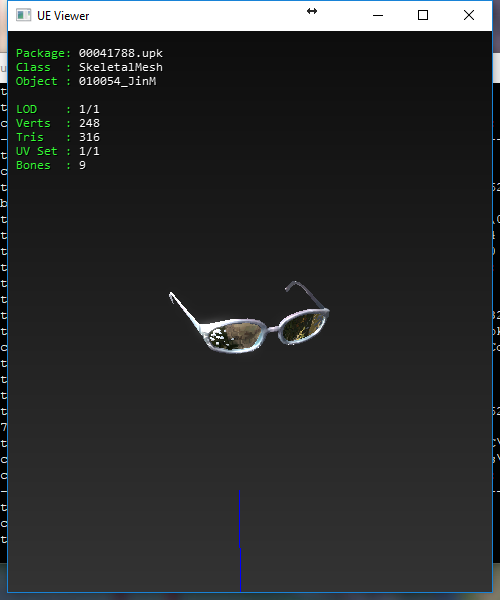 UE Viewer
Package: 00041788.upk
Class : SkeletalMesh
Object : 010054_JinM
LOD : 1/1
Verts : 248
Tris : 316
UV Set : 1/1
Bones : 9